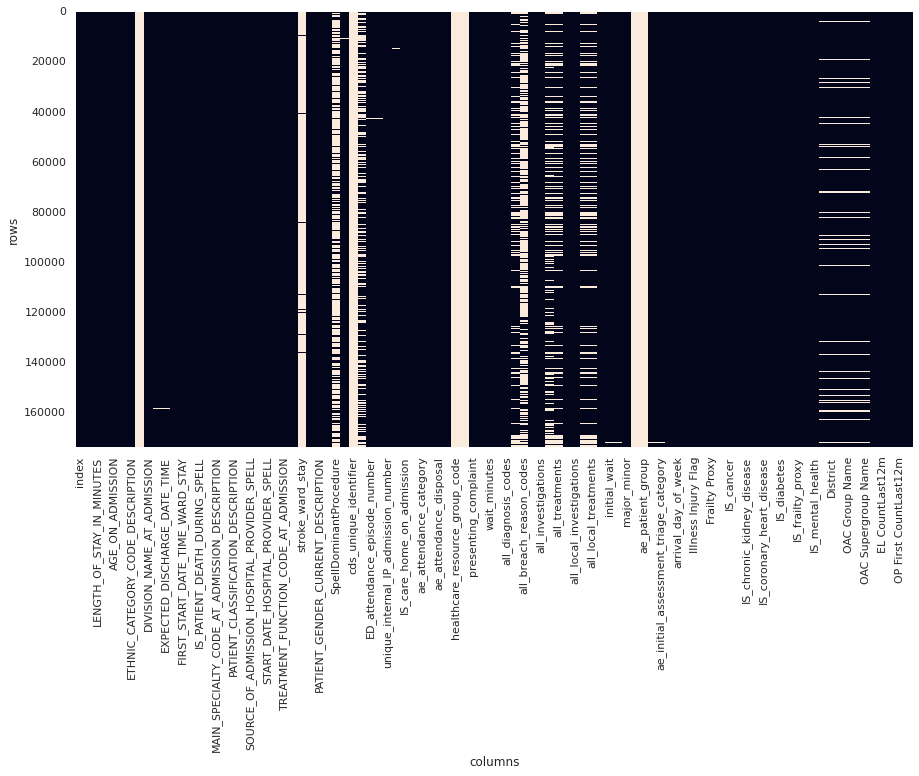 0
20000
40000
60000
80000
100000
120000
140000
160000
rows
index
LENGTH_OF_STAY_IN_MINUTES
AGE_ON_ADMISSION
ETHNIC_CATEGORY_CODE_DESCRIPTION
DIVISION_NAME_AT_ADMISSION
EXPECTED_DISCHARGE_DATE_TIME
FIRST_START_DATE_TIME_WARD_STAY
IS_PATIENT_DEATH_DURING_SPELL
MAIN_SPECIALTY_CODE_AT_ADMISSION_DESCRIPTION
PATIENT_CLASSIFICATION_DESCRIPTION
SOURCE_OF_ADMISSION_HOSPITAL_PROVIDER_SPELL
START_DATE_HOSPITAL_PROVIDER_SPELL
TREATMENT_FUNCTION_CODE_AT_ADMISSION
stroke_ward_stay
PATIENT_GENDER_CURRENT_DESCRIPTION
SpellDominantProcedure
cds_unique_identifier
ED_attendance_episode_number
unique_internal_IP_admission_number
IS_care_home_on_admission
ae_attendance_category
ae_attendance_disposal
healthcare_resource_group_code
presenting_complaint
wait_minutes
all_diagnosis_codes
all_breach_reason_codes
all_investigations
all_treatments
all_local_investigations
all_local_treatments
initial_wait
major_minor
ae_patient_group
ae_initial_assessment_triage_category
arrival_day_of_week
Illness Injury Flag
Frailty Proxy
IS_cancer
IS_chronic_kidney_disease
IS_coronary_heart_disease
IS_diabetes
IS_frailty_proxy
IS_mental_health
District
OAC Group Name
OAC Supergroup Name
EL CountLast12m
OP First CountLast12m
columns